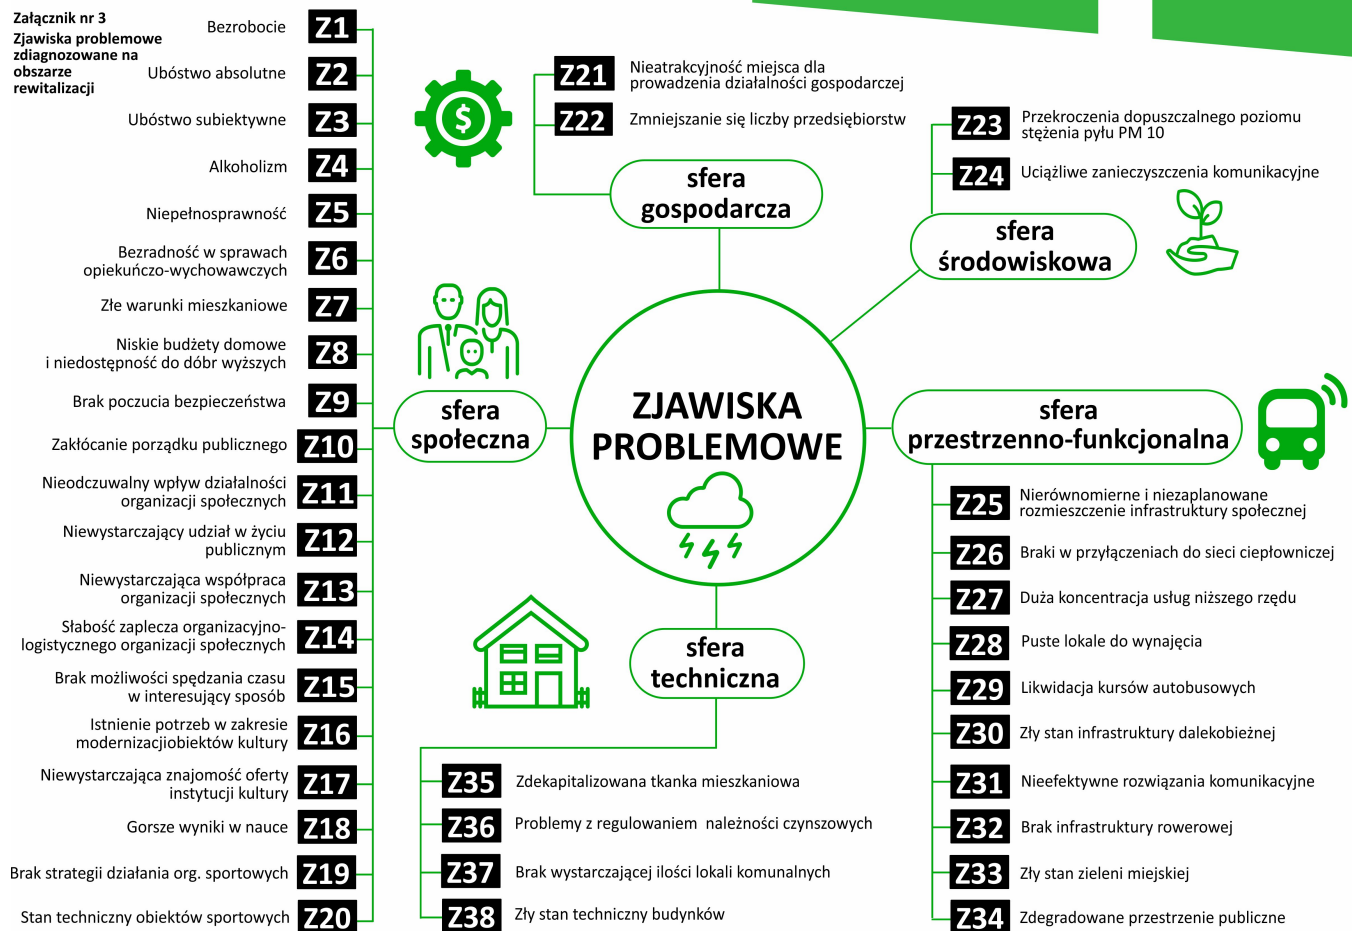 Załącznik nr 3
Zjawiska problemowe
zdiagnozowane na
obszarze
rewitalizacji
Bezrobocie Z1
Ubóstwo absolutne Z2
Ubóstwo subiektywne Z3
Alkoholizm Z4
Niepełnosprawność Z5
Bezradność w sprawach
opiekuńczo-wychowawczych Z6
Złe warunki mieszkaniowe Z7
Niskie budżety domowe
i niedostępność do dóbr wyższych Z8
Brak poczucia bezpieczeństwa Z9
Zakłócanie porządku publicznego Z10
Nieodczuwalny wpływ działalności
organizacji społecznych Z11
Niewystarczający udział w życiu
publicznym Z12
Niewystarczająca współpraca
organizacji społecznych Z13
Słabość zaplecza organizacyjno-
logistycznego organizacji społecznych Z14
Brak możliwości spędzania czasu
w interesujący sposób Z15
Istnienie potrzeb w zakresie
modernizacjiobiektów kultury Z16
Niewystarczająca znajomość oferty
instytucji kultury Z17
Gorsze wyniki w nauce Z18
Brak strategii działania org. sportowych Z19
Stan techniczny obiektów sportowych Z20
sfera
społeczna
$
Z21 Nieatrakcyjność miejsca dla
prowadzenia działalności gospodarczej
Z22 Zmniejszanie się liczby przedsiębiorstw
sfera
gospodarcza
Z23 Przekroczenia dopuszczalnego poziomu
stężenia pyłu PM 10
Z24 Uciążliwe zanieczyszczenia komunikacyjne
sfera
środowiskowa
ZJAWISKA
PROBLEMOWE
sfera
przestrzenno-funkcjonalna
Z25 Nierównomierne i niezaplanowane
rozmieszczenie infrastruktury społecznej
Z26 Braki w przyłączeniach do sieci ciepłowniczej
Z27 Duża koncentracja usług niższego rzędu
Z28 Puste lokale do wynajęcia
Z29 Likwidacja kursów autobusowych
Z30 Zły stan infrastruktury dalekobieżnej
Z31 Nieefektywne rozwiązania komunikacyjne
Z32 Brak infrastruktury rowerowej
Z33 Zły stan zieleni miejskiej
Z34 Zdegradowane przestrzenie publiczne
sfera
techniczna
Z35 Zdekapitalizowana tkanka mieszkaniowa
Z36 Problemy z regulowaniem należności czynszowych
Z37 Brak wystarczającej ilości lokali komunalnych
Z38 Zły stan techniczny budynków